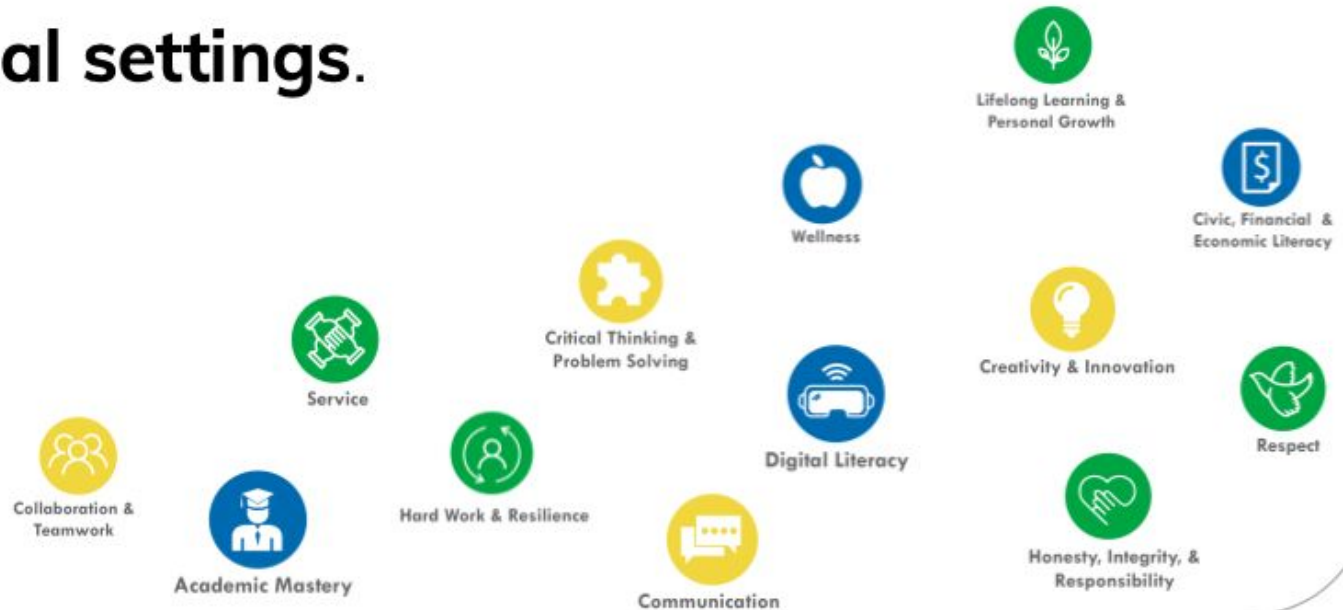 al settings.
Lifelong Learning &
Personal Growth
Civic, Financial &
Economic Literacy
Wellness
Critical Thinking &
Problem Solving
Creativity & Innovation
Service
Respect
Digital Literacy
Collaboration &
Teamwork
Hard Work & Resilience
Honesty, Integrity, &
Responsibility
Academic Mastery
Communication
$